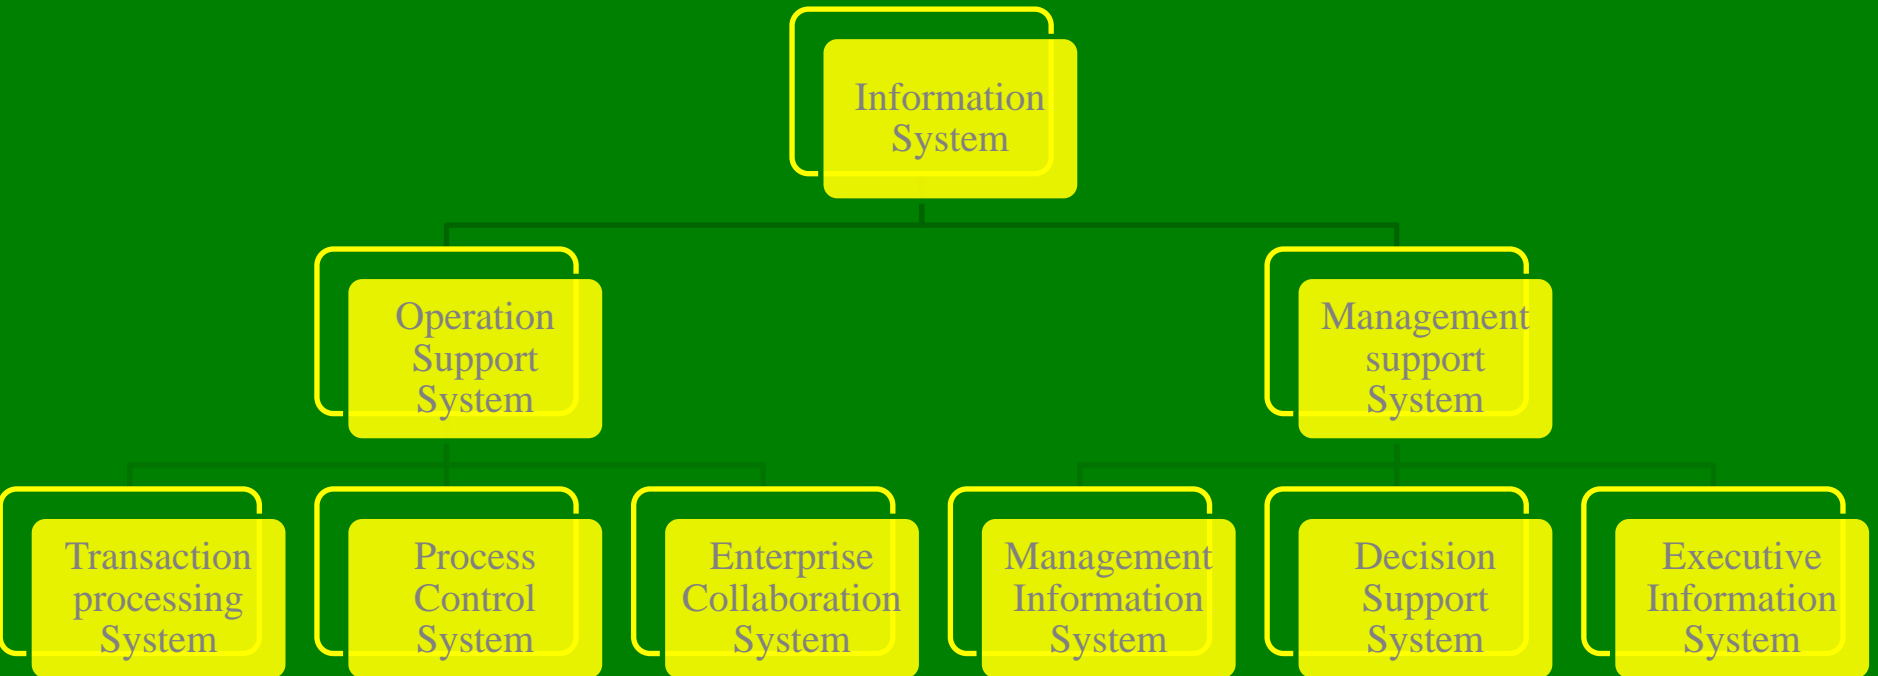 Information
System
Operation
Support
System
Management
support
System
Transaction
processing
System
Process
Control
System
Enterprise
Collaboration
System
Management
Information
System
Decision
Support
System
Executive
Information
System